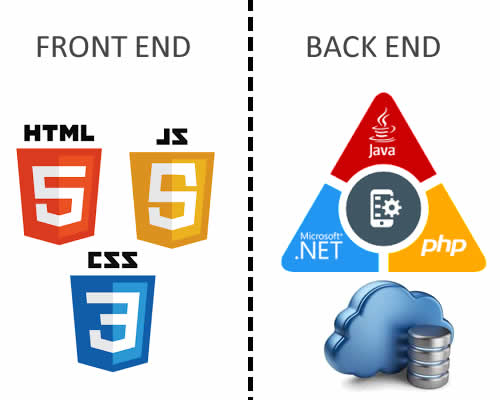 FRONT END
HTML
5
JS
5
CSS
3
BACK END
Java
Microsoft®
.NET
php